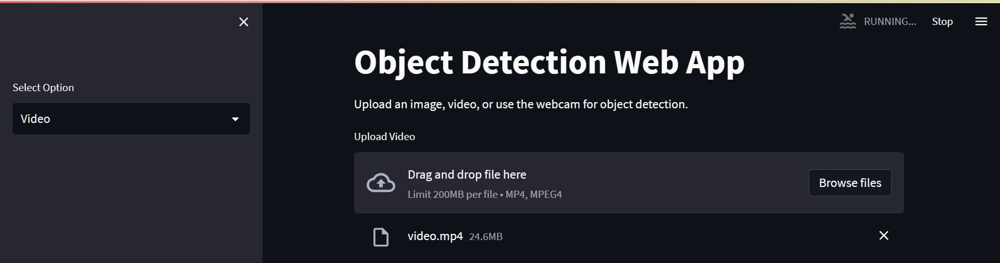 RUNNING...
Stop
Select Option
Video
Object Detection Web App
Upload an image, video, or use the webcam for object detection.
Upload Video
Drag and drop file here
Limit 200MB per file • MP4, MPEG4
Browse files
video.mp4 24.6MB